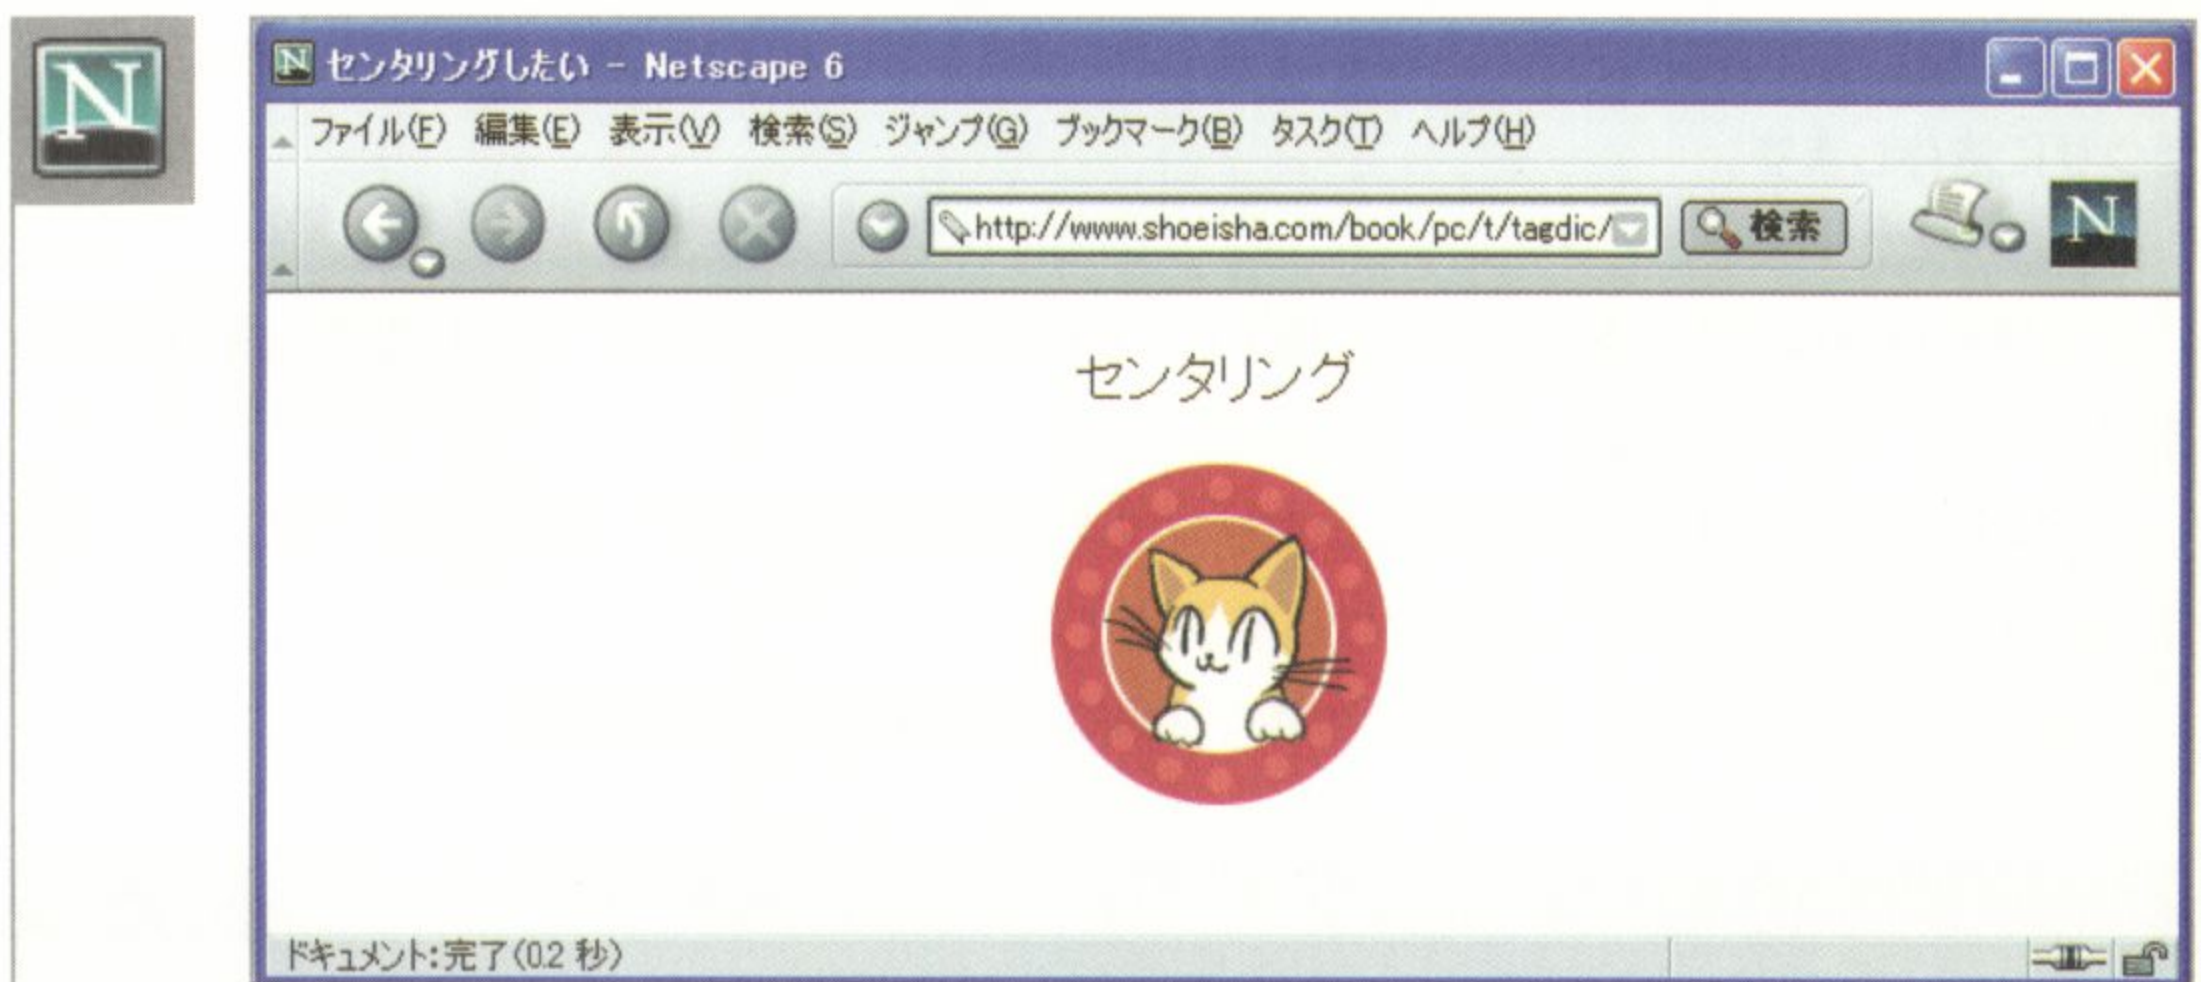 N
N センタリングしたい - Netscape 6
ファイル(F) 編集(E) 表示(V) 検索(S) ジャンプ(G) ブックマーク(B) タスク(T) ヘルプ(H)
http://www.shoeisha.com/book/pc/t/tagdic/ 検索 N
センタリング
ドキュメント:完了(0.2 秒)